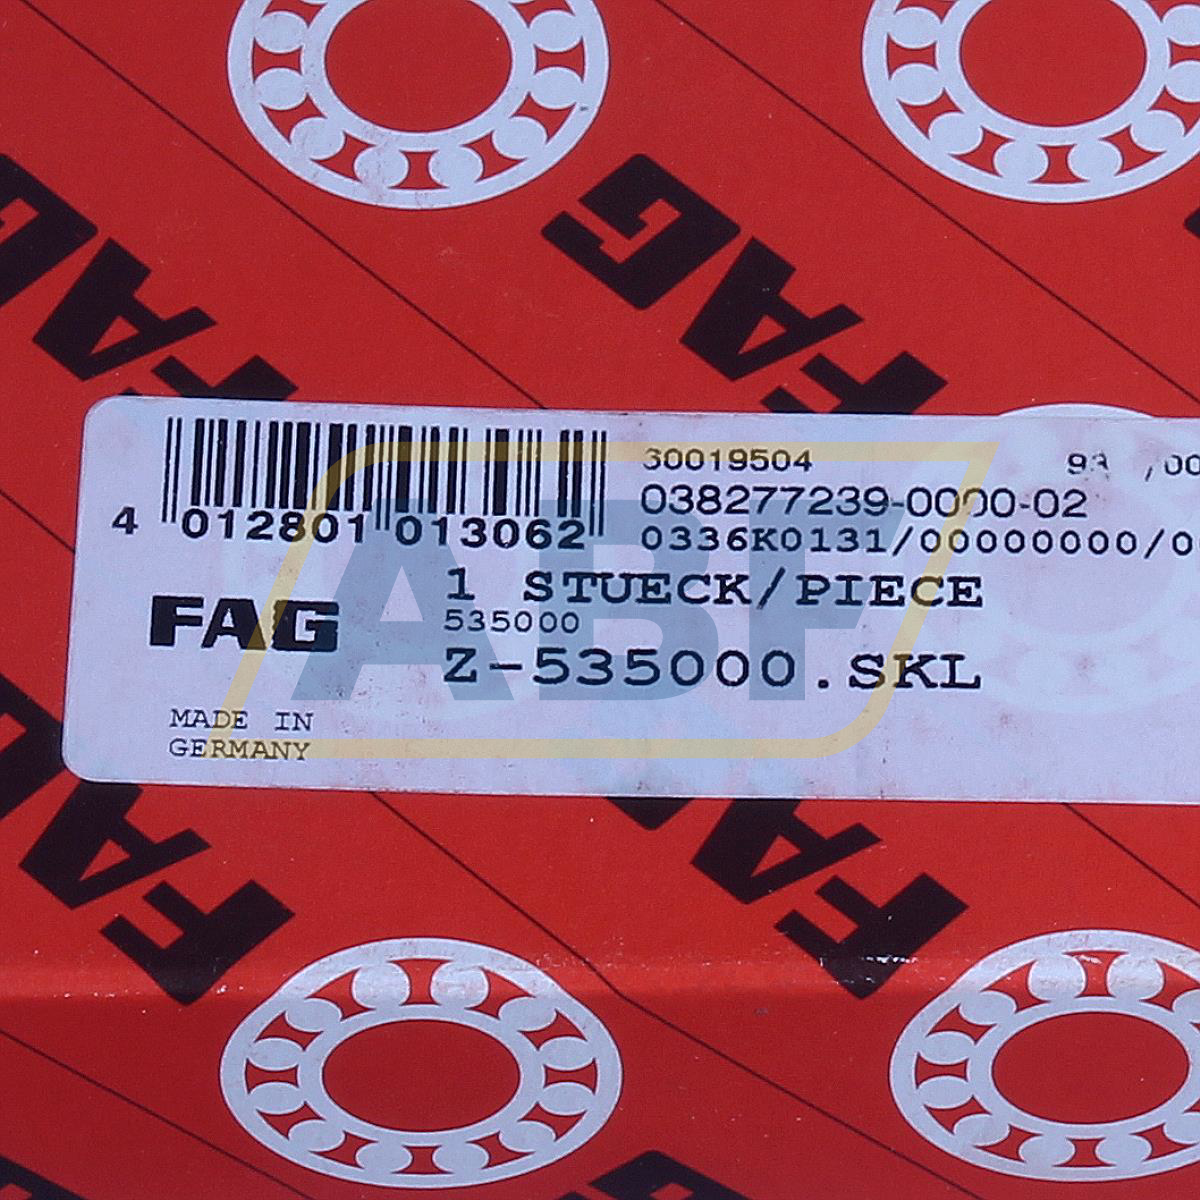 FAG
FAG
30019504
038277239-0000-02
0336K0131/00000000/0
4 012801 013062
1 STUECK/PIECE
535000
FAG
Z-535000.SKL
MADE IN
GERMANY
ABF
FAG
FAG